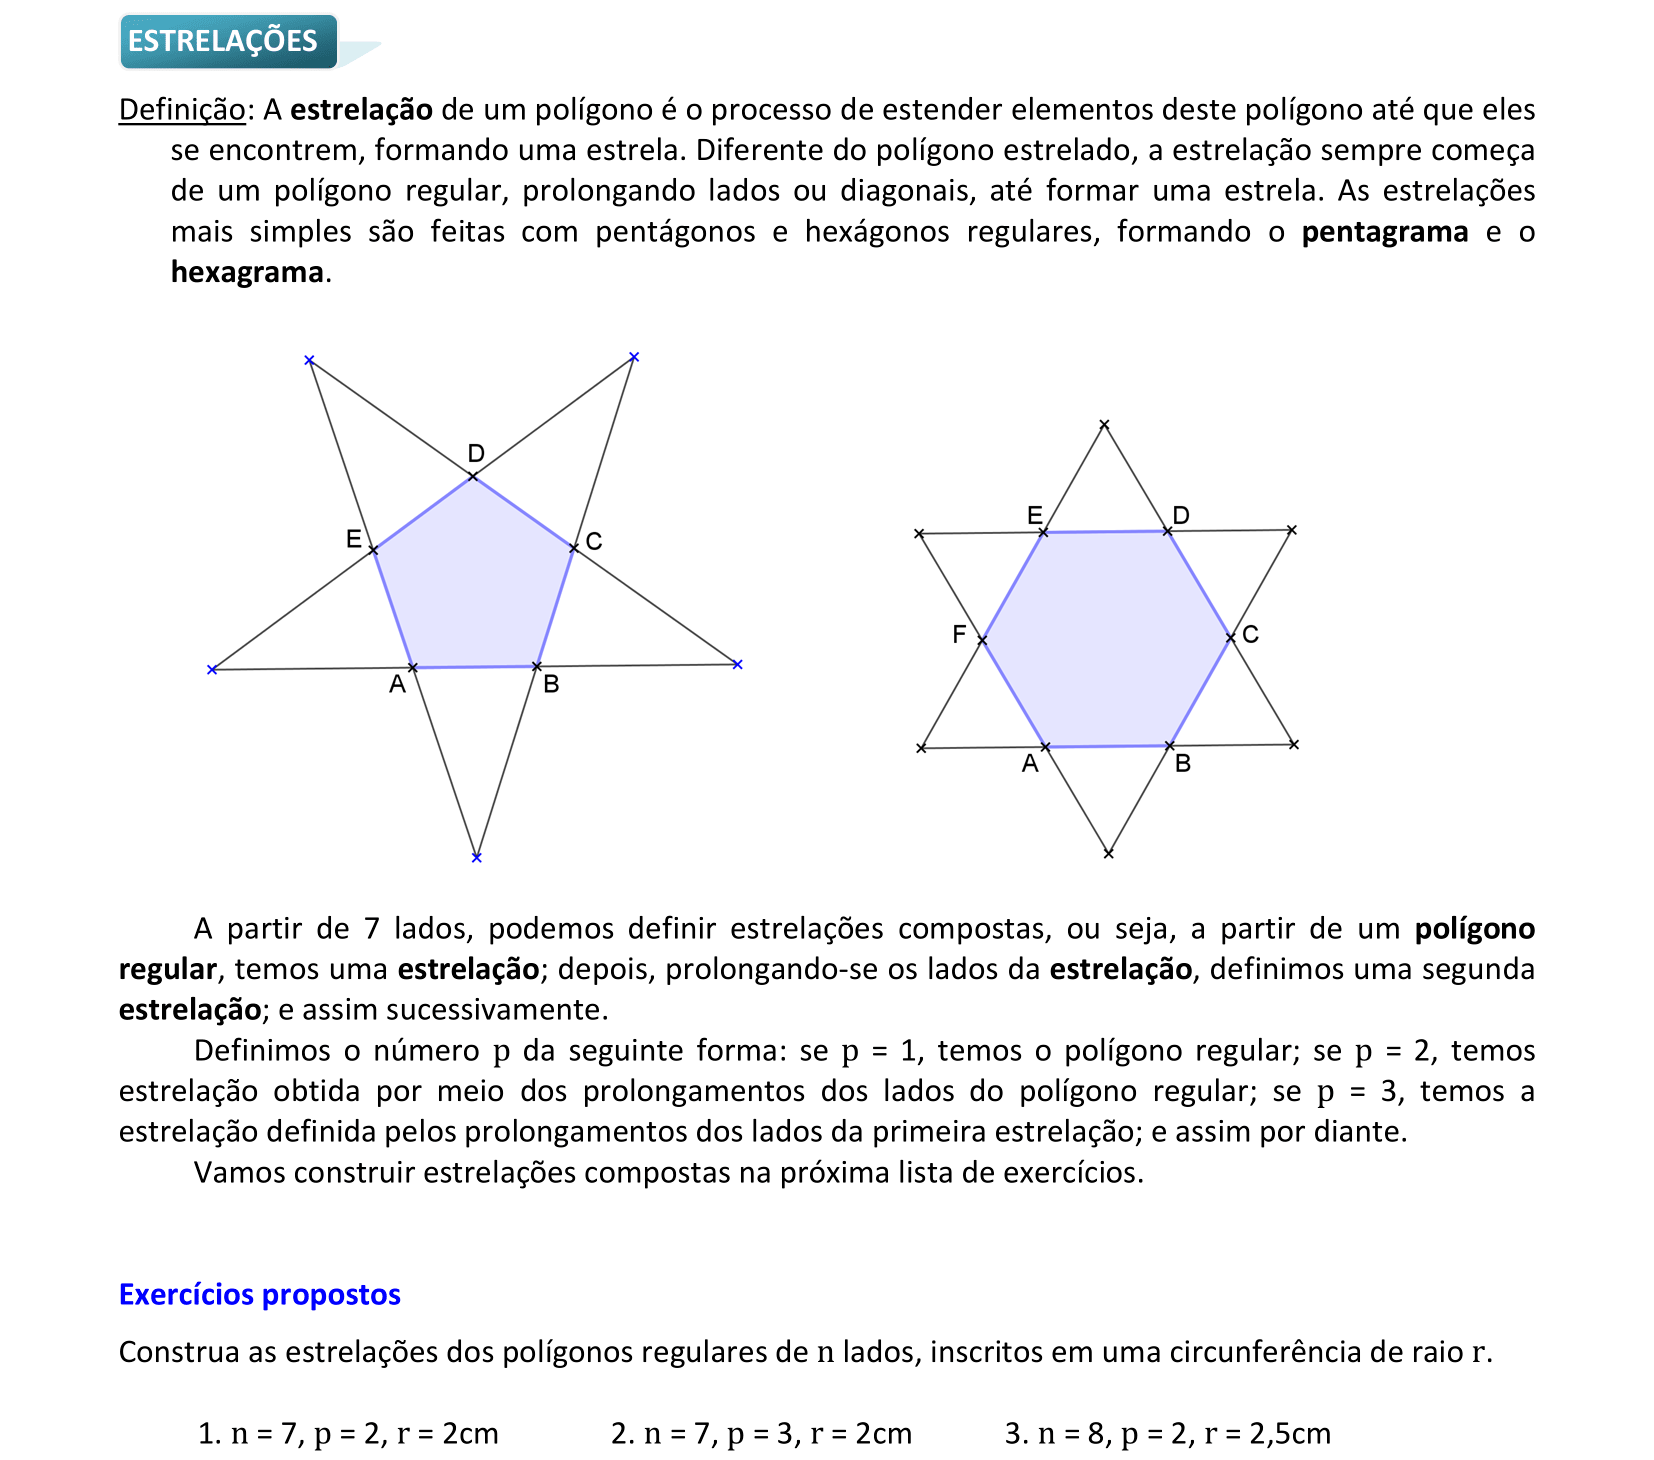 ESTRELAÇÕES
Definição: A estrelação de um polígono é o processo de estender elementos deste polígono até que eles
se encontrem, formando uma estrela. Diferente do polígono estrelado, a estrelação sempre começa
de um polígono regular, prolongando lados ou diagonais, até formar uma estrela. As estrelações
mais simples são feitas com pentágonos e hexágonos regulares, formando o pentagrama e o
hexagrama.
D
E
C
A
B
E
D
F
C
A
B
A partir de 7 lados, podemos definir estrelações compostas, ou seja, a partir de um polígono
regular, temos uma estrelação; depois, prolongando-se os lados da estrelação, definimos uma segunda
estrelação; e assim sucessivamente.
Definimos o número p da seguinte forma: se p = 1, temos o polígono regular; se p = 2, temos
estrelação obtida por meio dos prolongamentos dos lados do polígono regular; se p = 3, temos a
estrelação definida pelos prolongamentos dos lados da primeira estrelação; e assim por diante.
Vamos construir estrelações compostas na próxima lista de exercícios.
Exercícios propostos
Construa as estrelações dos polígonos regulares de n lados, inscritos em uma circunferência de raio r.
1. n = 7, p = 2, r = 2cm 2. n = 7, p = 3, r = 2cm 3. n = 8, p = 2, r = 2,5cm